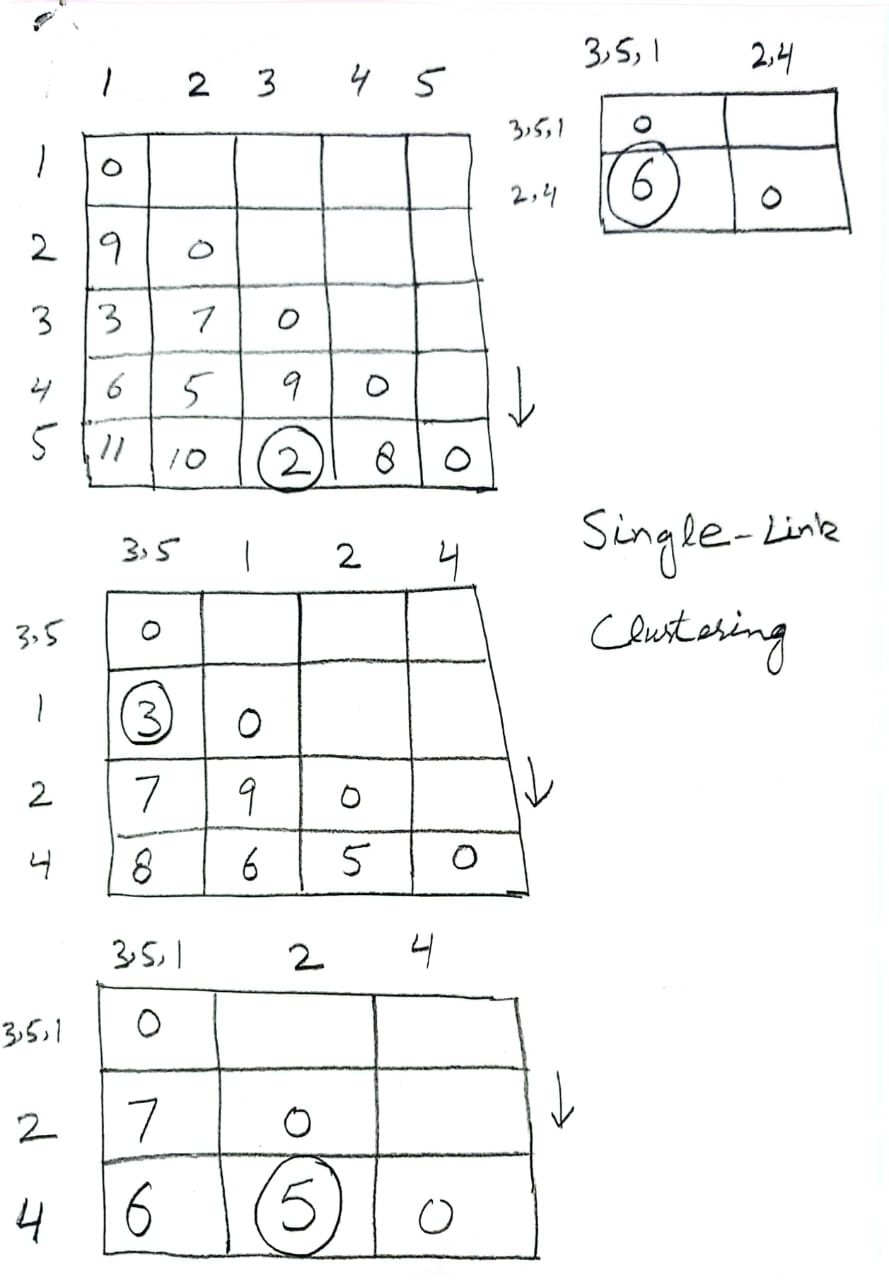 1 2 3 4 5
1 0
2 9 0
3 3 7 0
4 6 5 9 0
5 11 10 2 8 0
3,5,1 2,4
3,5,1 0
2,4 6 0
Single-Link
Clustering
3,5 1 2 4
3,5 0
1 3 0
2 7 9 0
4 8 6 5 0
3,5,1 2 4
3,5,1 0
2 7 0
4 6 5 0